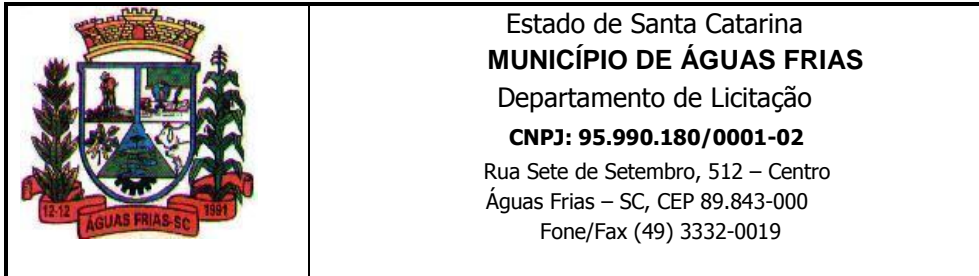 12-12
ÁGUAS FRIAS-SC
1991
Estado de Santa Catarina
MUNICÍPIO DE ÁGUAS FRIAS
Departamento de Licitação
CNPJ: 95.990.180/0001-02
Rua Sete de Setembro, 512 – Centro
Águas Frias – SC, CEP 89.843-000
Fone/Fax (49) 3332-0019